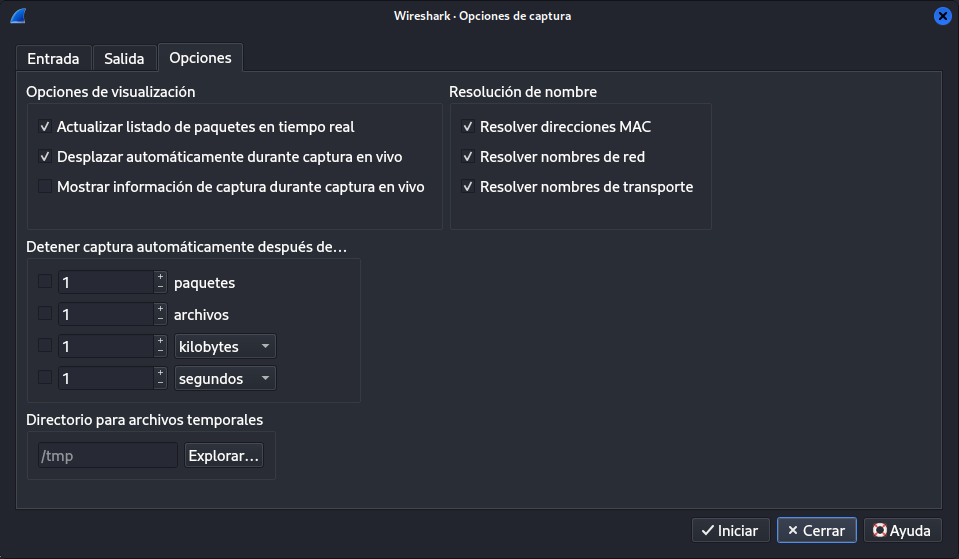 Wireshark · Opciones de captura
Entrada
Salida
Opciones
Opciones de visualización
Actualizar listado de paquetes en tiempo real
Desplazar automáticamente durante captura en vivo
Mostrar información de captura durante captura en vivo
Resolución de nombre
Resolver direcciones MAC
Resolver nombres de red
Resolver nombres de transporte
Detener captura automáticamente después de...
1 paquetes
1 archivos
1 kilobytes
1 segundos
Directorio para archivos temporales
/tmp Explorar...
Iniciar Cerrar Ayuda